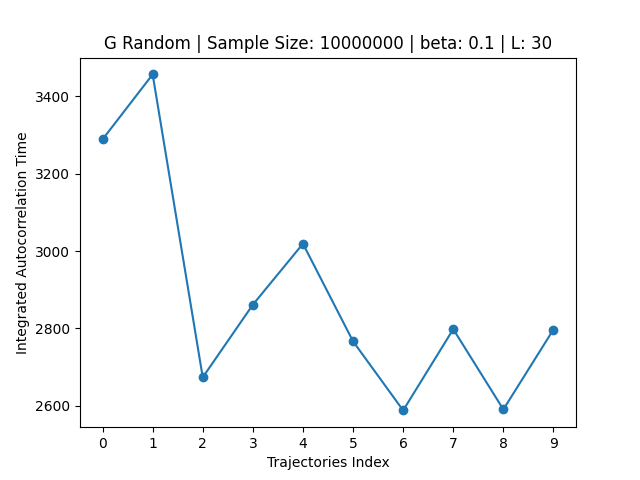 G Random | Sample Size: 10000000 | beta: 0.1 | L: 30
Integrated Autocorrelation Time
3400
3200
3000
2800
2600
0 1 2 3 4 5 6 7 8 9
Trajectories Index